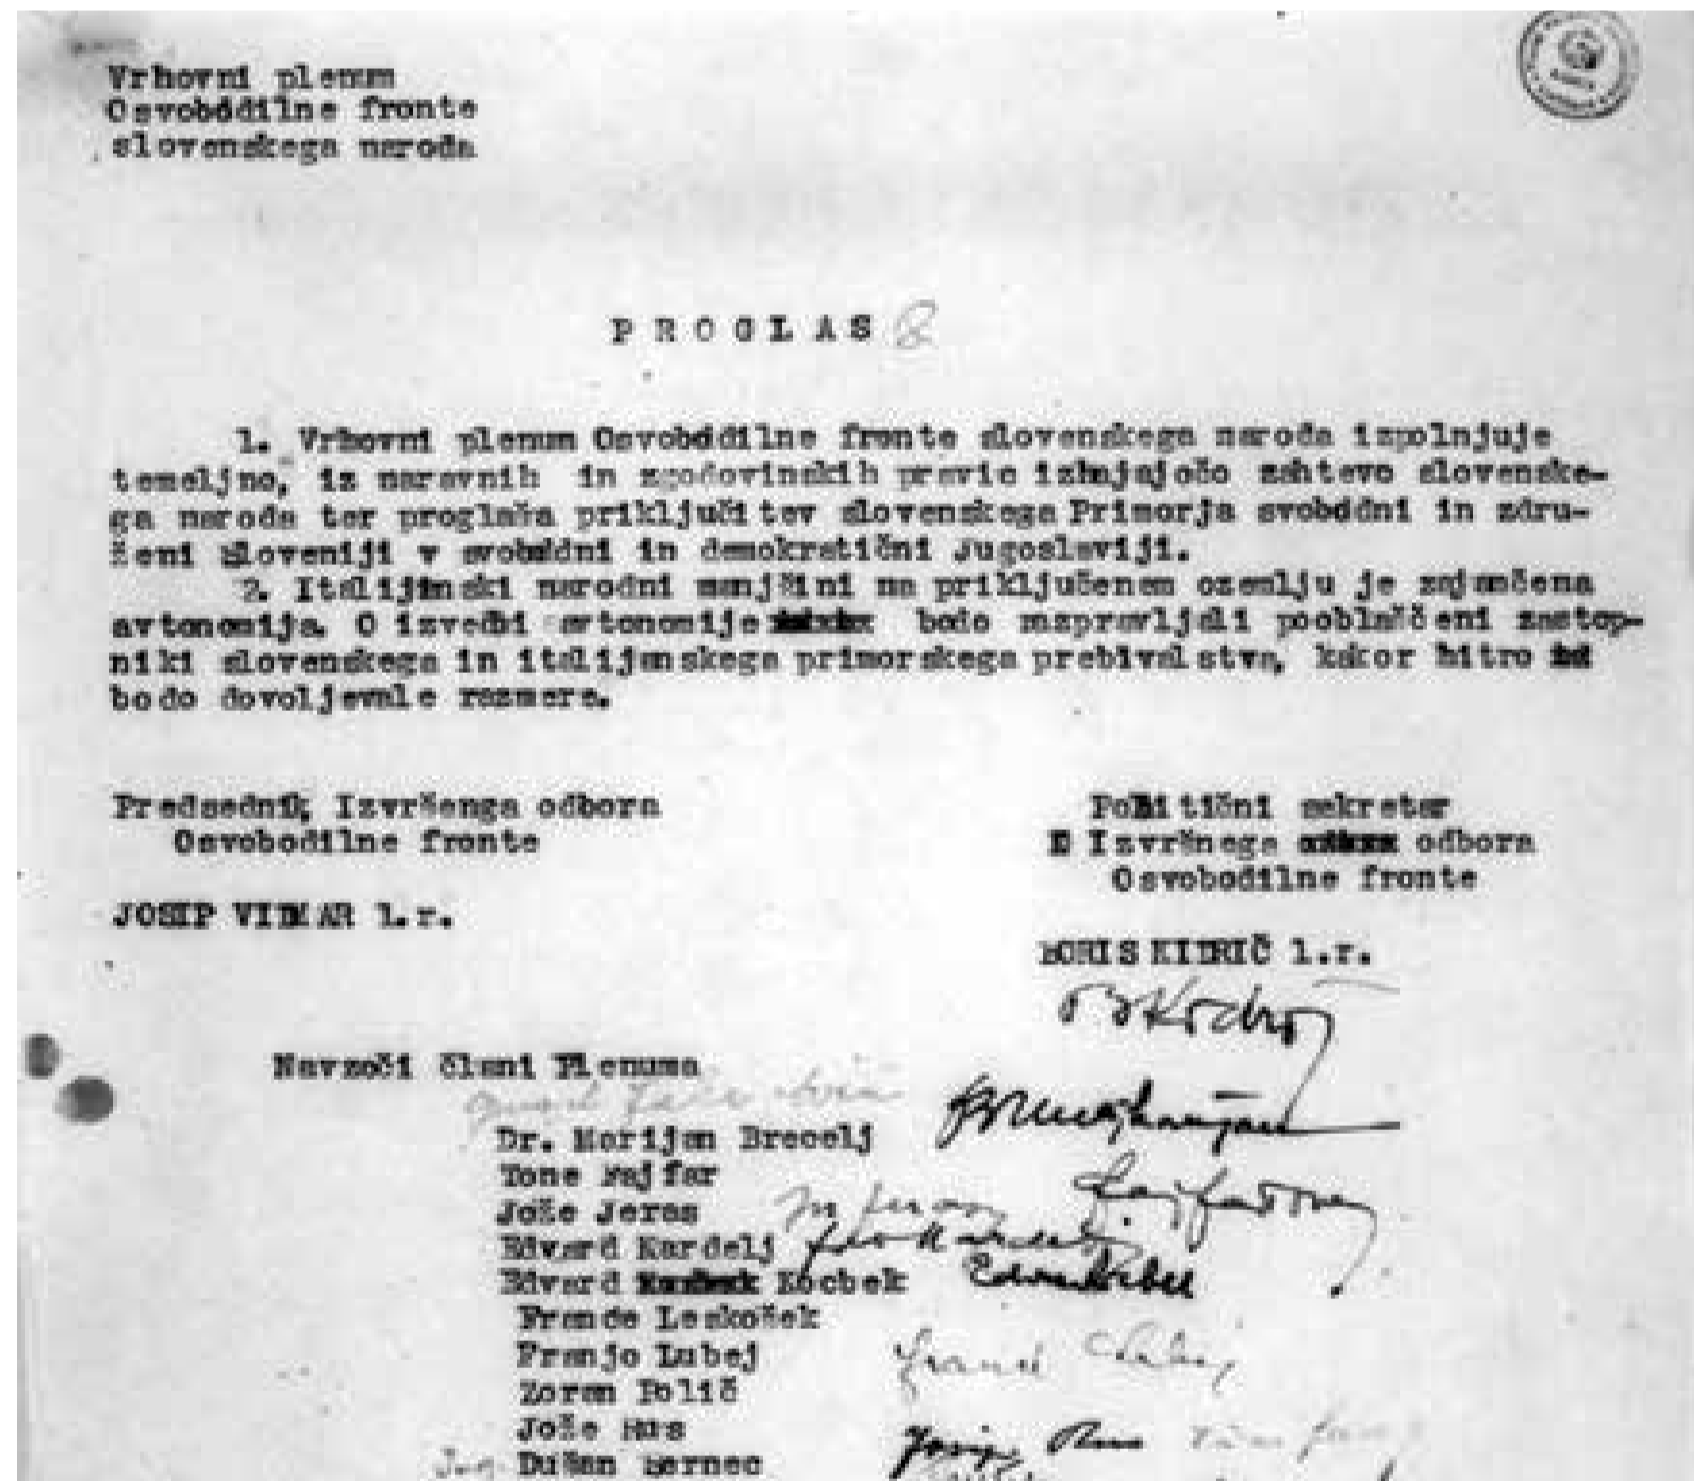 Vrhovni plenum
Osvobodilne fronte
slovenskega naroda
P R O G L A S
1. Vrhovni plenum Osvobodilne fronte slovenskega naroda izpolnjuje
temeljno, iz naravnih in zgodovinskih pravic izhajajočo zahtevo slovenske-
ga naroda ter proglaša priključitev slovenskega Primorja svobodni in zdru-
ženi Sloveniji v svobodni in demokratični Jugoslaviji.
2. Italijanski narodni manjšini na priključenem ozemlju je zajamčena
avtonomija. O izvedbi avtonomije bodo razpravljali pooblaščeni zastop-
niki slovenskega in italijanskega primorskega prebivalstva, kakor hitro
bodo dovoljevale razmere.
Predsednik Izvršenga odbora
Osvobodilne fronte
JOSIP VIDMAR l.r.
Politični sekretar
Izvršnega odbora
Osvobodilne fronte
BORIS KIDRIČ l.r.
Navzoči člani Plenuma
Dr. Marijan Brecelj
Tone Fajfar
Jože Jeras
Edvard Kardelj
Edvard Kocbek
France Leskošek
Franjo Lubej
Zoran Polič
Jože Rus
Dušan Sernec